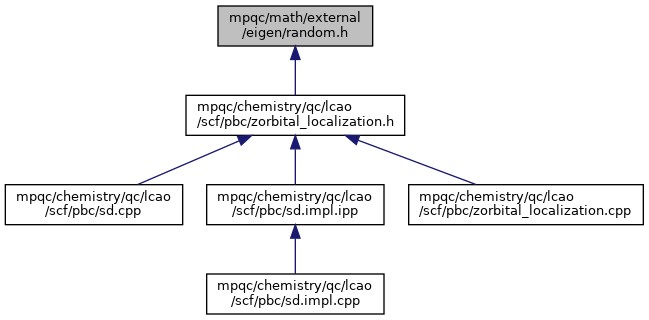 mpqc/math/external
/eigen/random.h
mpqc/chemistry/qc/lcao
/scf/pbc/zorbital_localization.h
mpqc/chemistry/qc/lcao
/scf/pbc/sd.cpp
mpqc/chemistry/qc/lcao
/scf/pbc/sd.impl.ipp
mpqc/chemistry/qc/lcao
/scf/pbc/zorbital_localization.cpp
mpqc/chemistry/qc/lcao
/scf/pbc/sd.impl.cpp